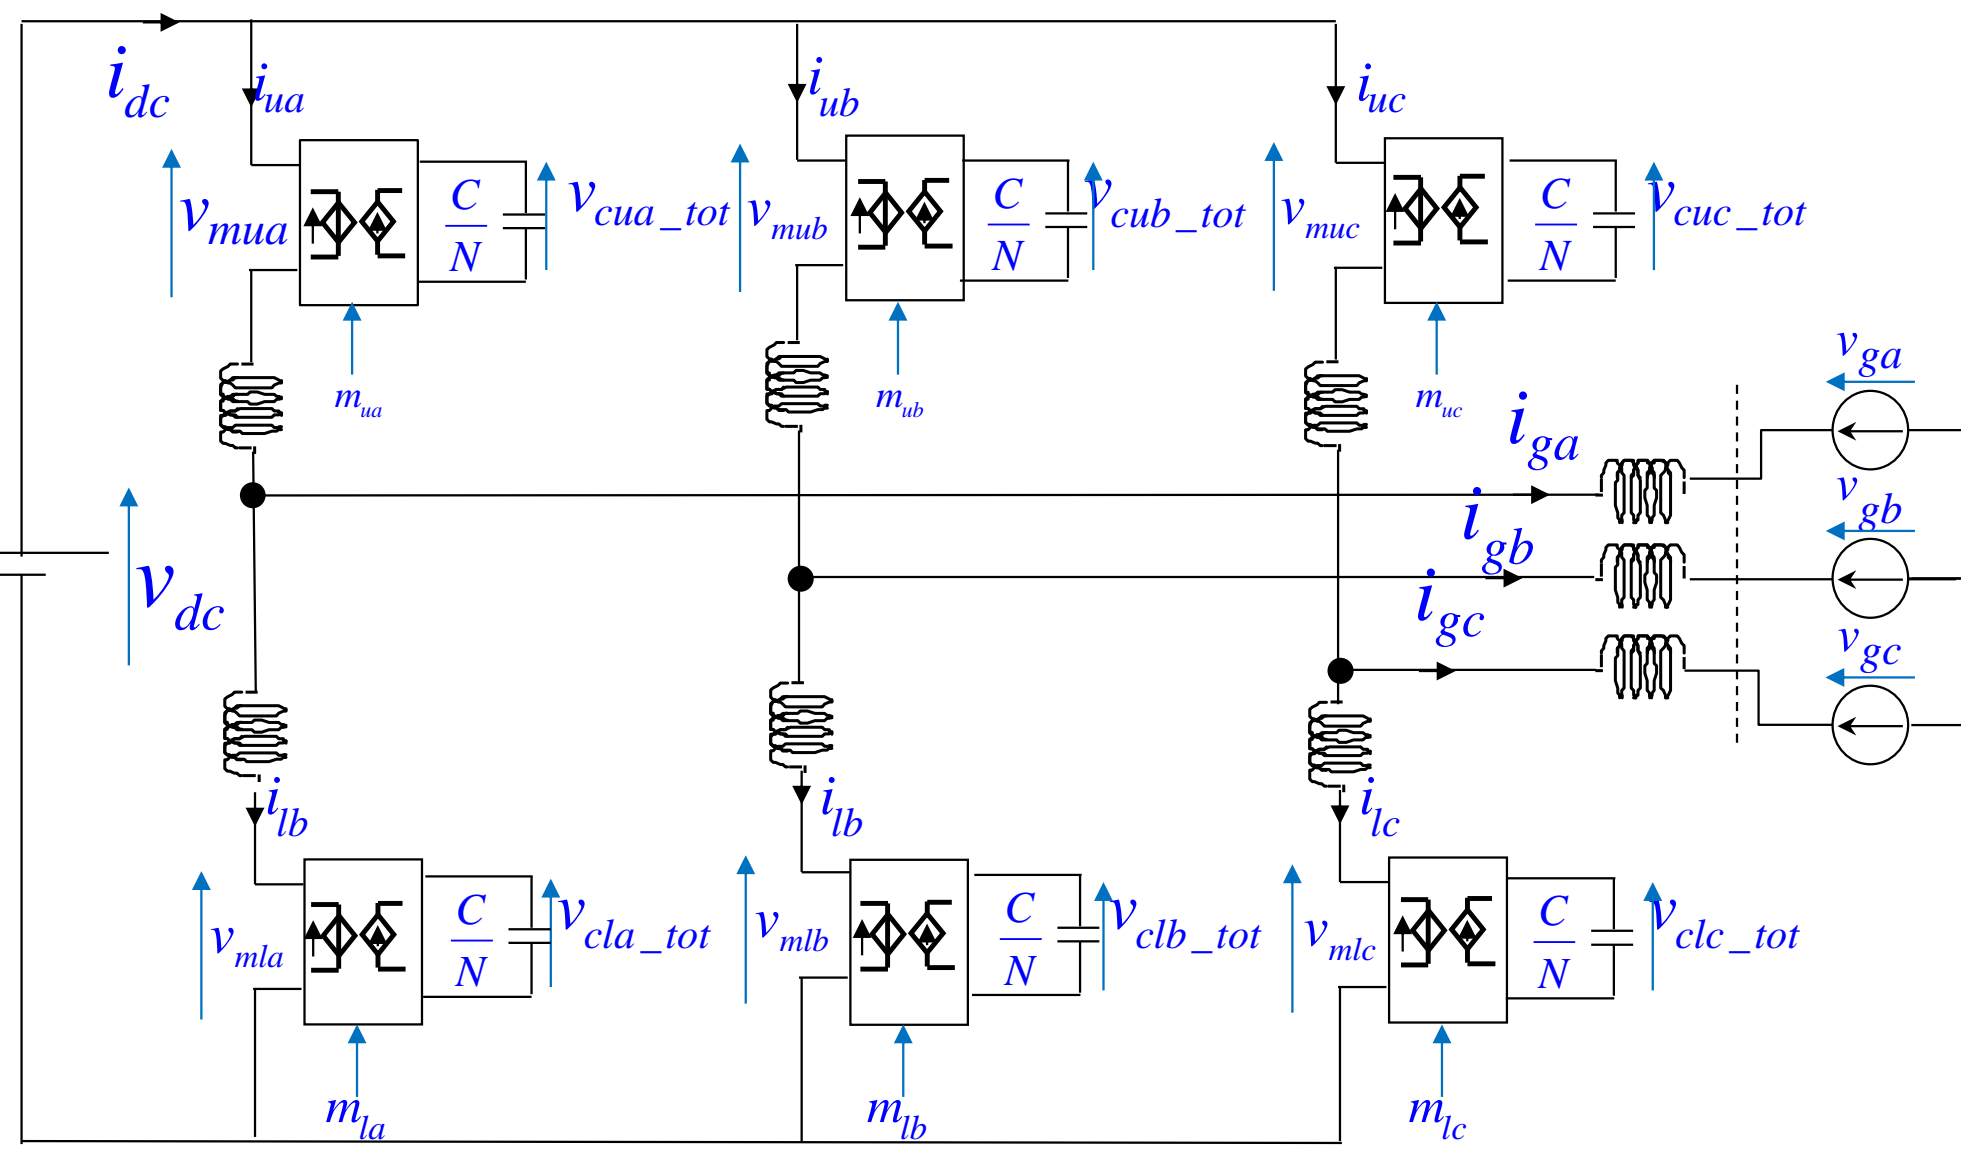 i_dc
i_ua
i_ub
i_uc
v_mua
C/N
v_cua_tot
v_mub
C/N
v_cub_tot
v_muc
C/N
v_cuc_tot
m_ua
m_ub
m_uc
v_ga
i_ga
v_gb
i_gb
v_dc
i_gc
v_gc
i_lb
i_lb
i_lc
v_mla
C/N
v_cla_tot
v_mlb
C/N
v_clb_tot
v_mlc
C/N
v_clc_tot
m_la
m_lb
m_lc